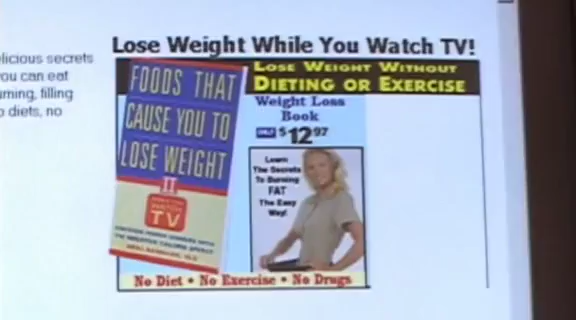 Lose Weight While You Watch TV!
elicious secrets
you can eat
filling
diets, no
LOSE WEIGHT WITHOUT
DIETING OR EXERCISE
FOODS THAT
CAUSE YOU TO
LOSE WEIGHT
II
TV
Weight Loss
Book
ONLY $12.97
Learn
The Secrets
To Burning
FAT
The Easy
Way!
No Diet • No Exercise • No Drugs